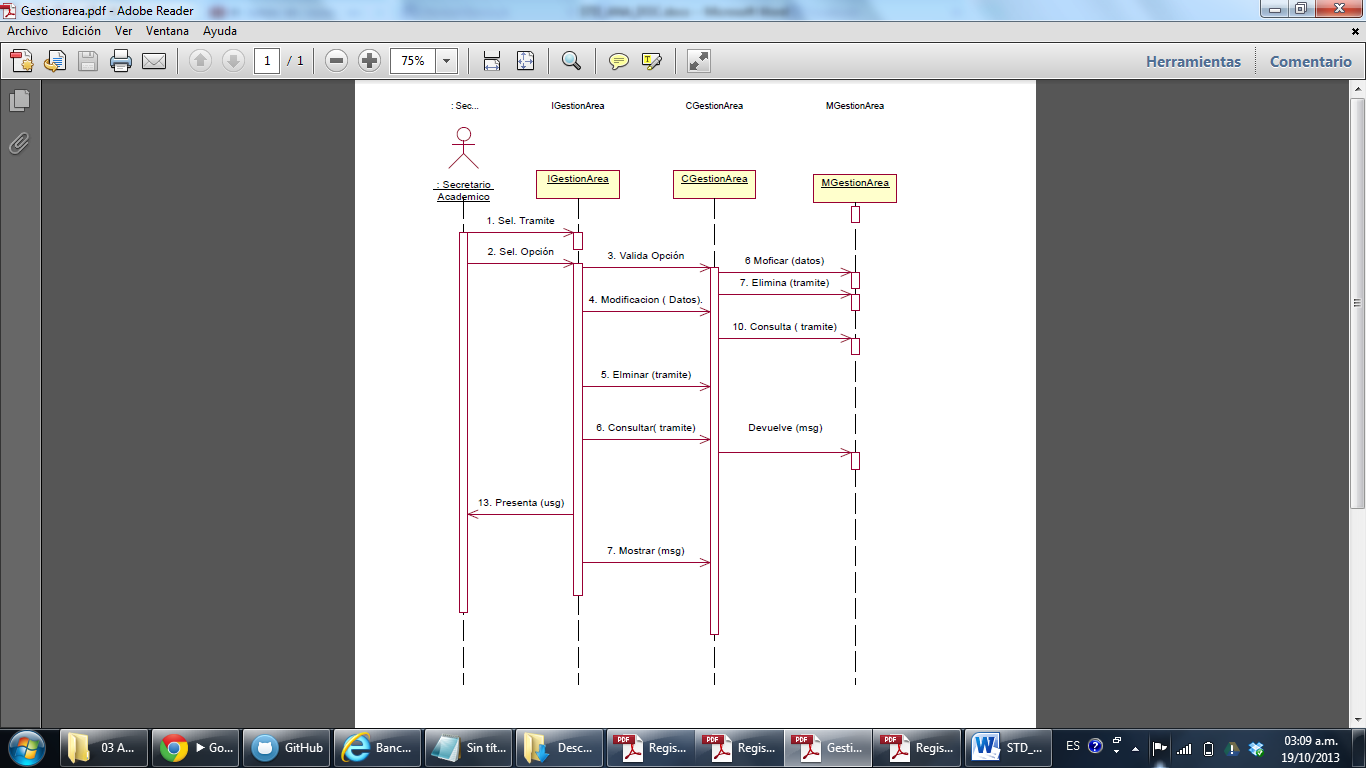 Gestionarea.pdf - Adobe Reader
Archivo Edición Ver Ventana Ayuda
1 / 1 75% Herramientas Comentario
: Sec... IGestionArea CGestionArea MGestionArea
: Secretario
Academico
IGestionArea CGestionArea MGestionArea
1. Sel. Tramite
2. Sel. Opción
3. Valida Opción
6 Moficar (datos)
7. Elimina (tramite)
4. Modificacion ( Datos).
10. Consulta ( tramite)
5. Elminar (tramite)
6. Consultar( tramite)
Devuelve (msg)
13. Presenta (usg)
7. Mostrar (msg)
03 A... Go... GitHub Banc... Sin tít... Desc... Regis... Regis... Gesti... Regis... STD_... ES 03:09 a.m.
19/10/2013